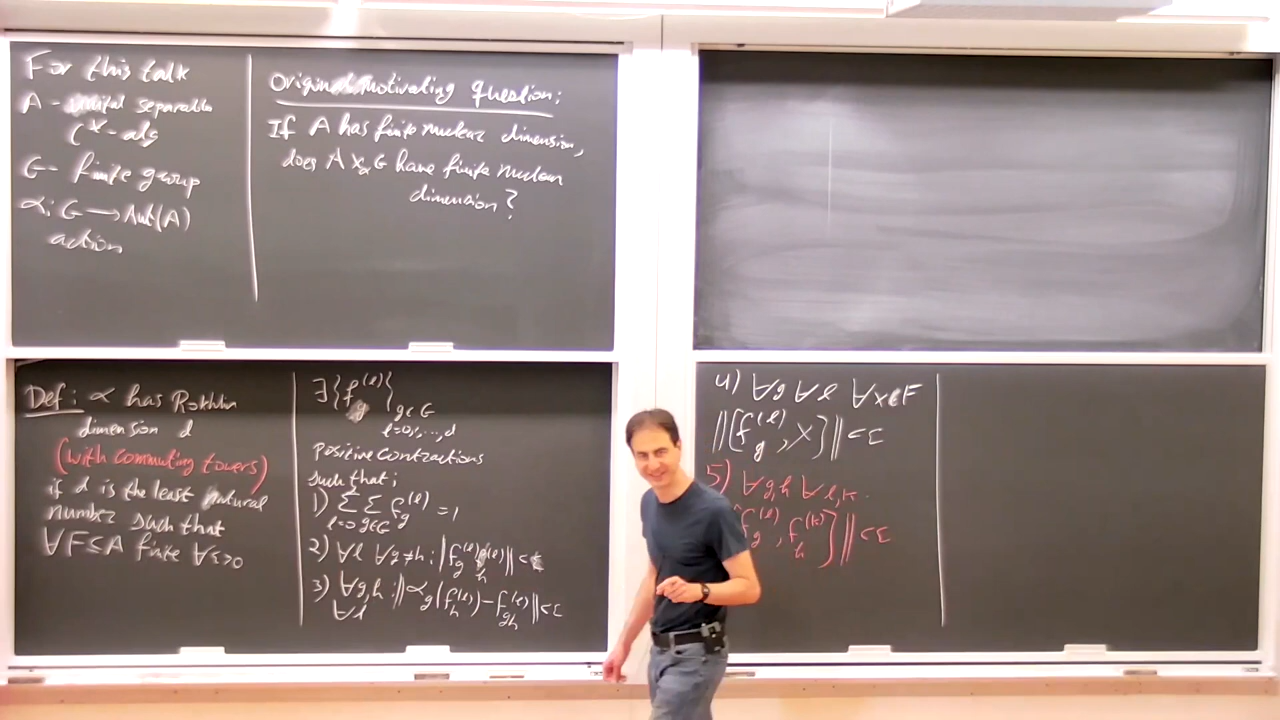 For this talk
A - unital separable
C*-alg
G - finite group
α: G → Aut(A)
action
Original motivating question:
If A has finite nuclear dimension,
does A ⋊_α G have finite nuclear
dimension?
Def: α has Rokhlin
dimension d
(with commuting towers)
if d is the least natural
number such that
∀F⊆A finite ∀ε>0
∃{f_g^{(l)}}_{g∈G, l=0,...,d}
positive contractions
such that:
1) Σ_{l=0} Σ_{g∈G} f_g^{(l)} = 1
2) ∀l ∀g≠h: ‖f_g^{(l)} f_h^{(l)}‖ < ε
3) ∀g,h: ‖α_g(f_h^{(l)}) - f_{gh}^{(l)}‖ < ε
∀l
4) ∀g ∀l ∀x∈F
‖[f_g^{(l)}, x]‖ < ε
5) ∀g,h ∀l,k.
f_g^{(l)}, f_h^{(k)}]‖ < ε